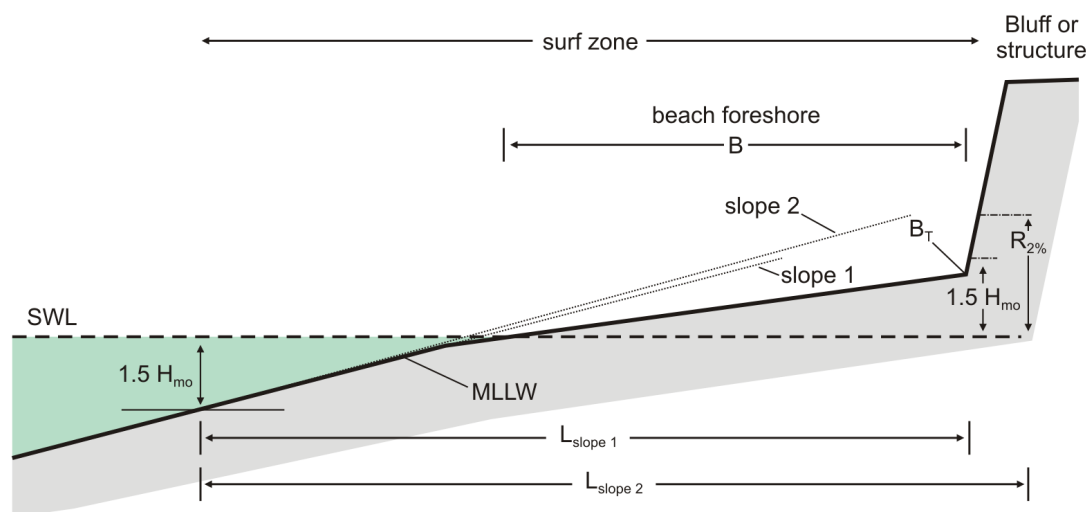 Bluff or
structure
surf zone
beach foreshore
B
slope 2
B_T
R_2%
slope 1
1.5 H_mo
SWL
1.5 H_mo
MLLW
L_slope 1
L_slope 2